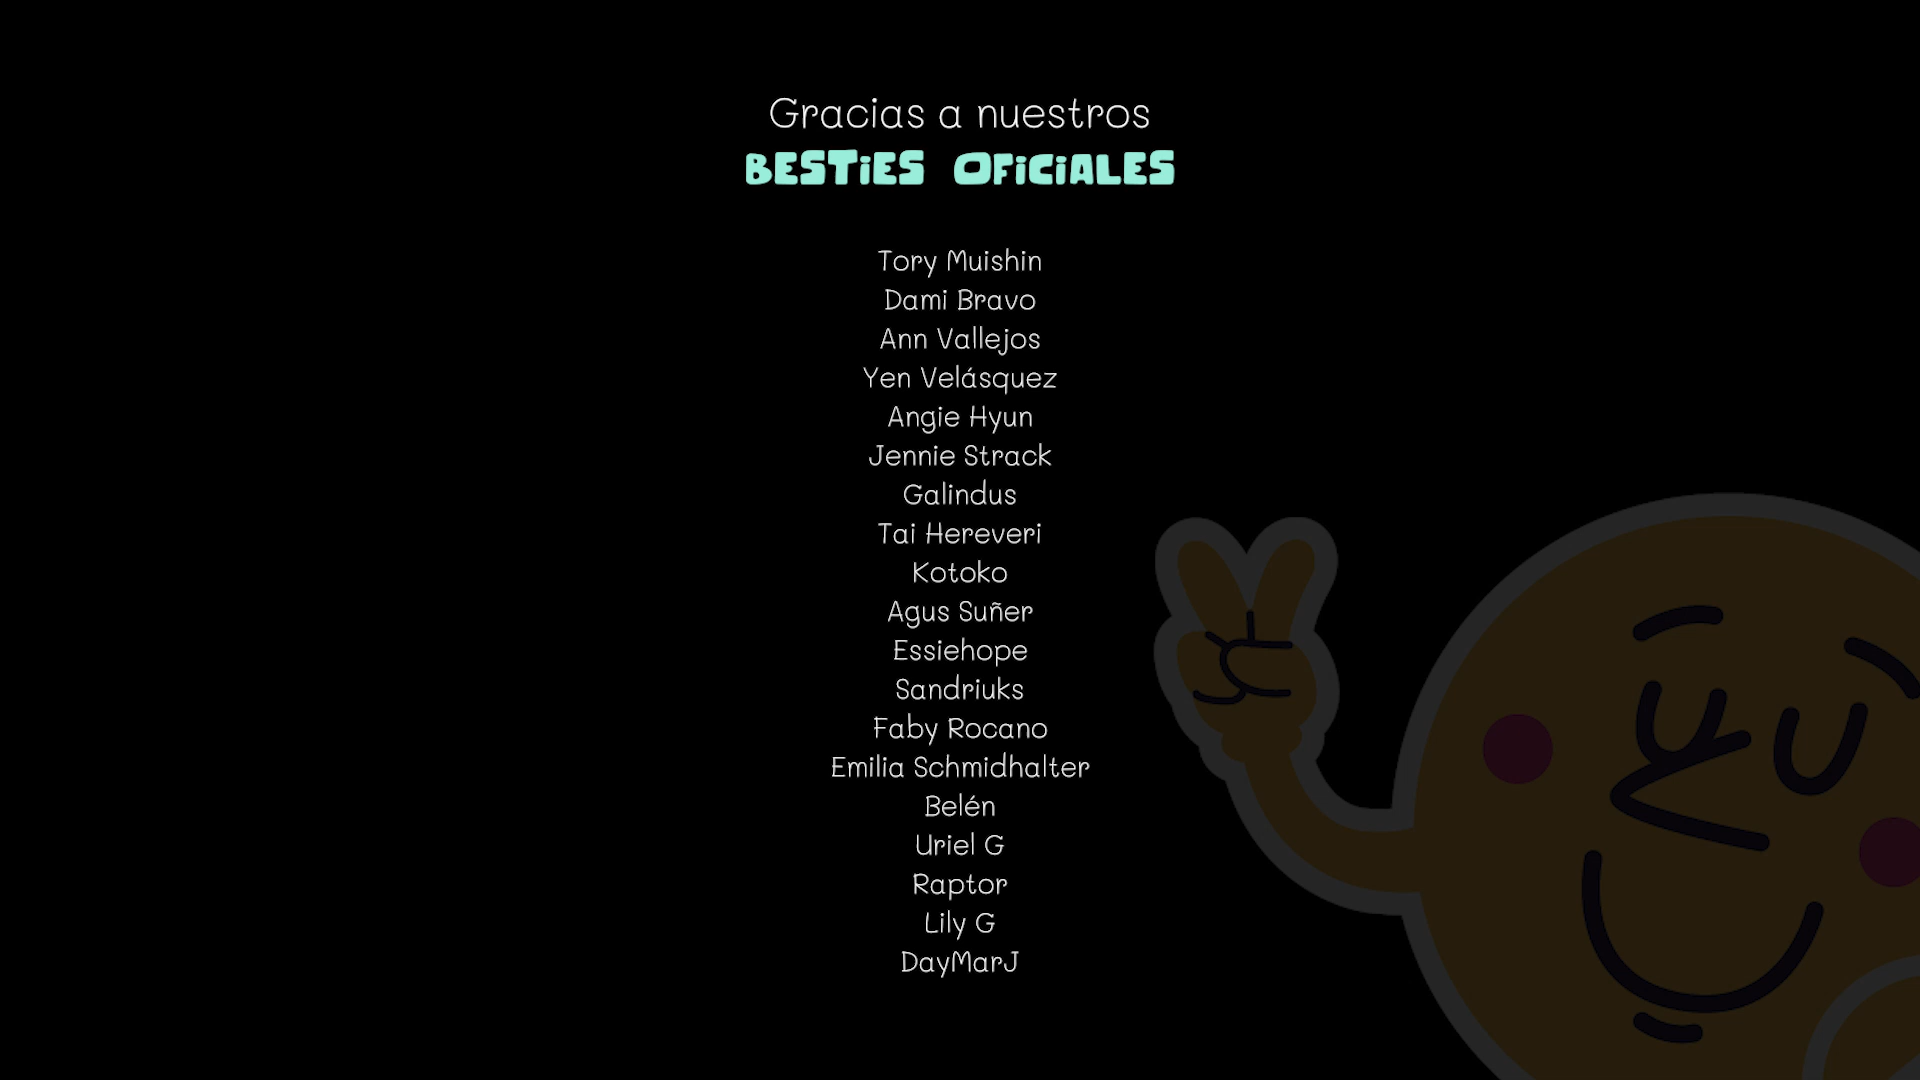 Gracias a nuestros
BESTiES OFiCiALES
Tory Muishin
Dami Bravo
Ann Vallejos
Yen Velásquez
Angie Hyun
Jennie Strack
Galindus
Tai Hereveri
Kotoko
Agus Suñer
Essiehope
Sandriuks
Faby Rocano
Emilia Schmidhalter
Belén
Uriel G
Raptor
Lily G
DayMarJ